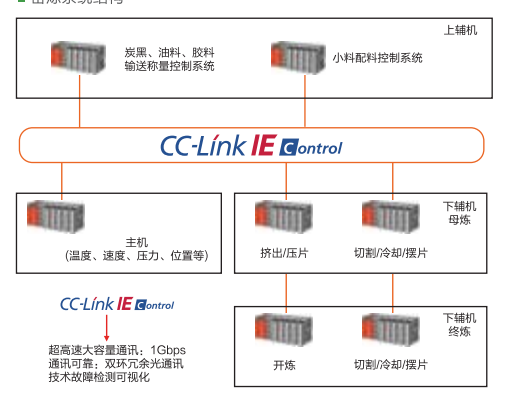 密炼系统结构
上辅机
炭黑、油料、胶料
输送称量控制系统
小料配料控制系统
CC-Link IE Control
主机
(温度、速度、压力、位置等)
挤出/压片
切割/冷却/摆片
下辅机
母炼
CC-Link IE Control
超高速大容量通讯：1Gbps
通讯可靠：双环冗余光通讯
技术故障检测可视化
开炼
切割/冷却/摆片
下辅机
终炼